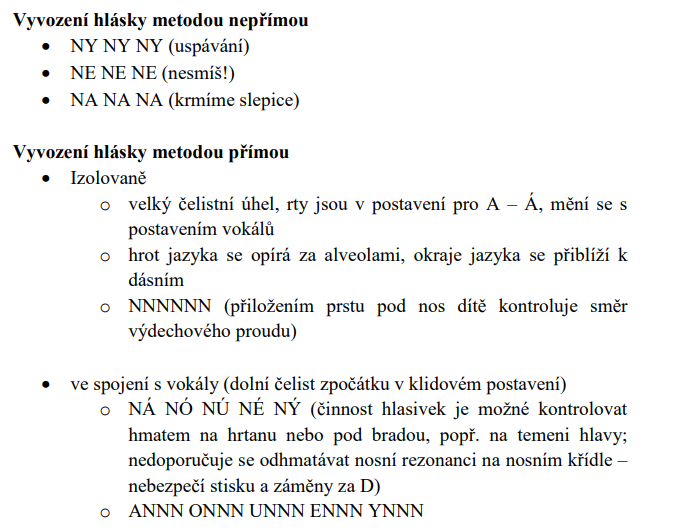 Vyvození hlásky metodou nepřímou
• NY NY NY (uspávání)
• NE NE NE (nesmíš!)
• NA NA NA (krmíme slepice)
Vyvození hlásky metodou přímou
• Izolovaně
o velký čelistní úhel, rty jsou v postavení pro A – Á, mění se s
postavením vokálů
o hrot jazyka se opírá za alveolami, okraje jazyka se přiblíží k
dásním
o NNNNNN (přiložením prstu pod nos dítě kontroluje směr
výdechového proudu)
• ve spojení s vokály (dolní čelist zpočátku v klidovém postavení)
o NÁ NÓ NÚ NÉ NÝ (činnost hlasivek je možné kontrolovat
hmatem na hrtanu nebo pod bradou, popř. na temeni hlavy;
nedoporučuje se odhmatávat nosní rezonanci na nosním křídle –
nebezpečí stisku a záměny za D)
o ANNN ONNN UNNN ENNN YNNN